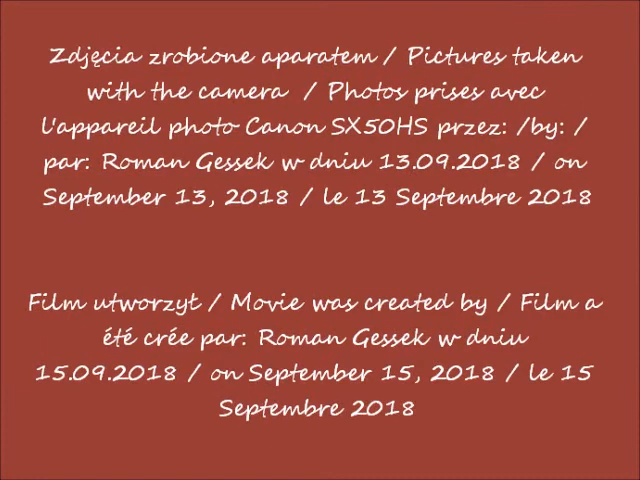 Zdjęcia zrobione aparatem / Pictures taken
with the camera / Photos prises avec
l'appareil photo Canon SX50HS przez: /by: /
par: Roman Gessek w dniu 13.09.2018 / on
September 13, 2018 / le 13 Septembre 2018
Film utworzył / Movie was created by / Film a
été crée par: Roman Gessek w dniu
15.09.2018 / on September 15, 2018 / le 15
Septembre 2018